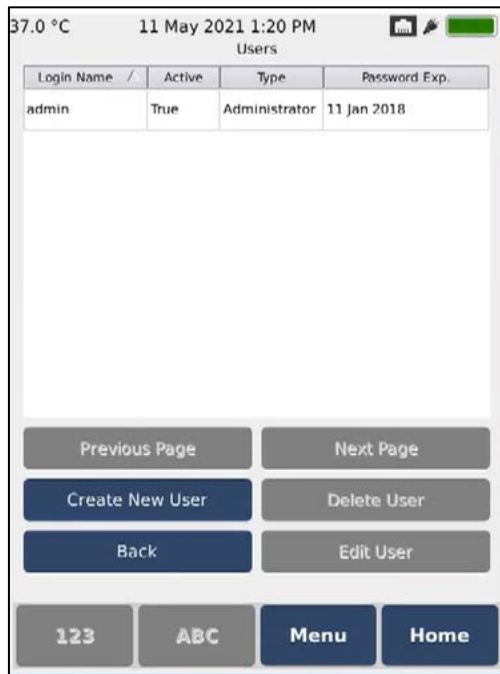 37.0 °C 11 May 2021 1:20 PM
Users
Login Name Active Type Password Exp.
admin True Administrator 11 Jan 2018
Previous Page Next Page
Create New User Delete User
Back Edit User
123 ABC Menu Home